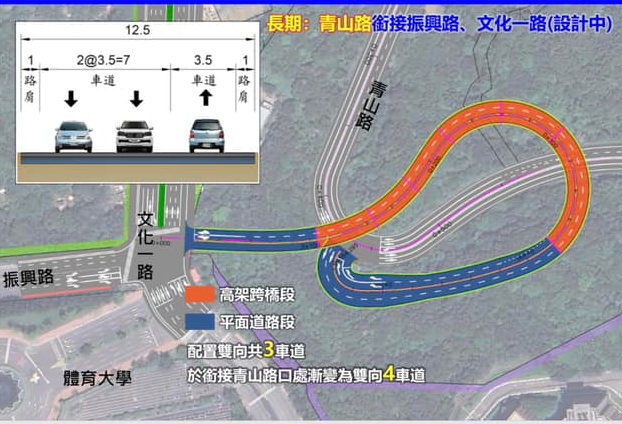 長期：青山路銜接振興路、文化一路(設計中)
12.5
1 2@3.5=7 3.5 1
路肩 車道 車道 路肩
青山路
文化一路
振興路
高架跨橋段
平面道路段
配置雙向共3車道
於銜接青山路口處漸變為雙向4車道
體育大學